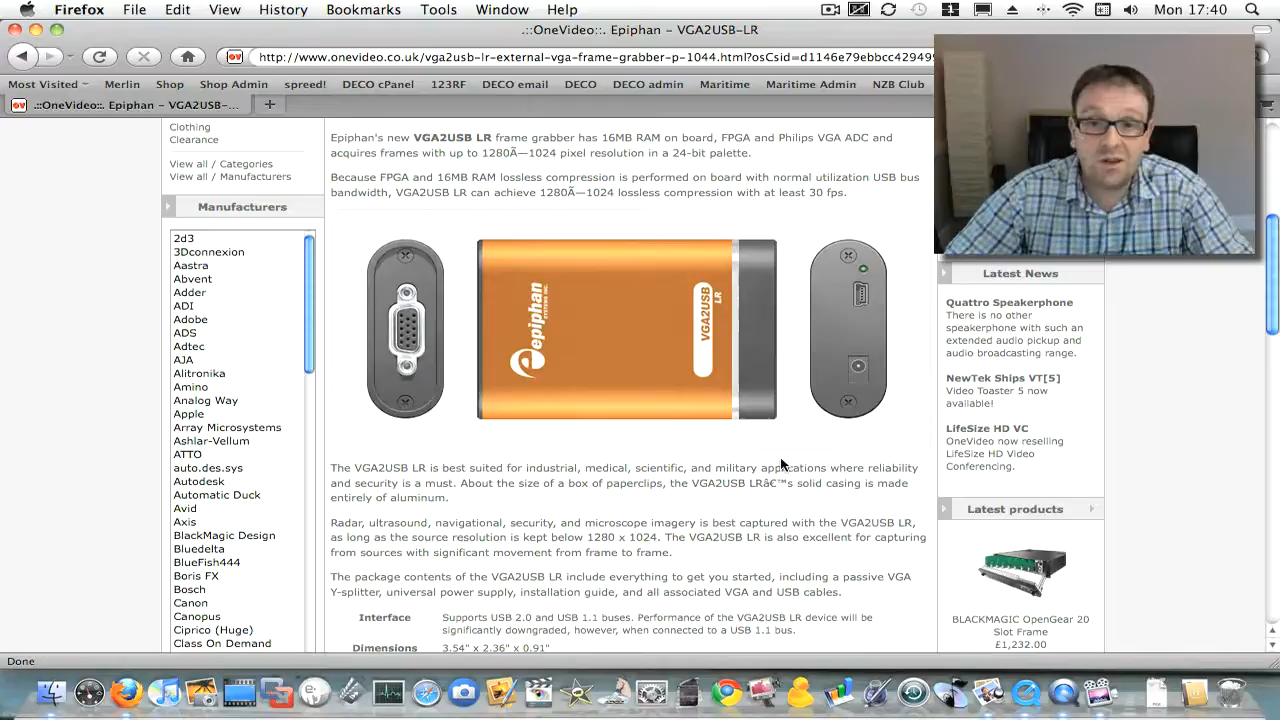 Firefox File Edit View History Bookmarks Tools Window Help Mon 17:40
.::OneVideo::. Epiphan – VGA2USB–LR
http://www.onevideo.co.uk/vga2usb-lr-external-vga-frame-grabber-p-1044.html?osCsid=d1146e79ebbcc429499
Most Visited Merlin Shop Shop Admin spreed! DECO cPanel 123RF DECO email DECO DECO admin Maritime Maritime Admin NZB Club
.::OneVideo::. Epiphan – VGA2USB–... +
Clothing
Clearance
View all / Categories
View all / Manufacturers
Manufacturers
2d3
3Dconnexion
Aastra
Abvent
Adder
ADI
Adobe
ADS
Adtec
AJA
Alitronika
Amino
Analog Way
Apple
Array Microsystems
Ashlar-Vellum
ATTO
auto.des.sys
Autodesk
Automatic Duck
Avid
Axis
BlackMagic Design
Bluedelta
BlueFish444
Boris FX
Bosch
Canon
Canopus
Ciprico (Huge)
Class On Demand
Epiphan's new VGA2USB LR frame grabber has 16MB RAM on board, FPGA and Philips VGA ADC and
acquires frames with up to 1280Ã—1024 pixel resolution in a 24-bit palette.
Because FPGA and 16MB RAM lossless compression is performed on board with normal utilization USB bus
bandwidth, VGA2USB LR can achieve 1280Ã—1024 lossless compression with at least 30 fps.
epiphan
SYSTEMS INC.
VGA2USB
LR
The VGA2USB LR is best suited for industrial, medical, scientific, and military applications where reliability
and security is a must. About the size of a box of paperclips, the VGA2USB LRâ€™s solid casing is made
entirely of aluminum.
Radar, ultrasound, navigational, security, and microscope imagery is best captured with the VGA2USB LR,
as long as the source resolution is kept below 1280 x 1024. The VGA2USB LR is also excellent for capturing
from sources with significant movement from frame to frame.
The package contents of the VGA2USB LR include everything to get you started, including a passive VGA
Y-splitter, universal power supply, installation guide, and all associated VGA and USB cables.
Interface Supports USB 2.0 and USB 1.1 buses. Performance of the VGA2USB LR device will be
significantly downgraded, however, when connected to a USB 1.1 bus.
Dimensions 3.54" x 2.36" x 0.91"
Latest News
Quattro Speakerphone
There is no other
speakerphone with such an
extended audio pickup and
audio broadcasting range.
NewTek Ships VT[5]
Video Toaster 5 now
available!
LifeSize HD VC
OneVideo now reselling
LifeSize HD Video
Conferencing.
Latest products
BLACKMAGIC OpenGear 20
Slot Frame
£1,232.00
Done